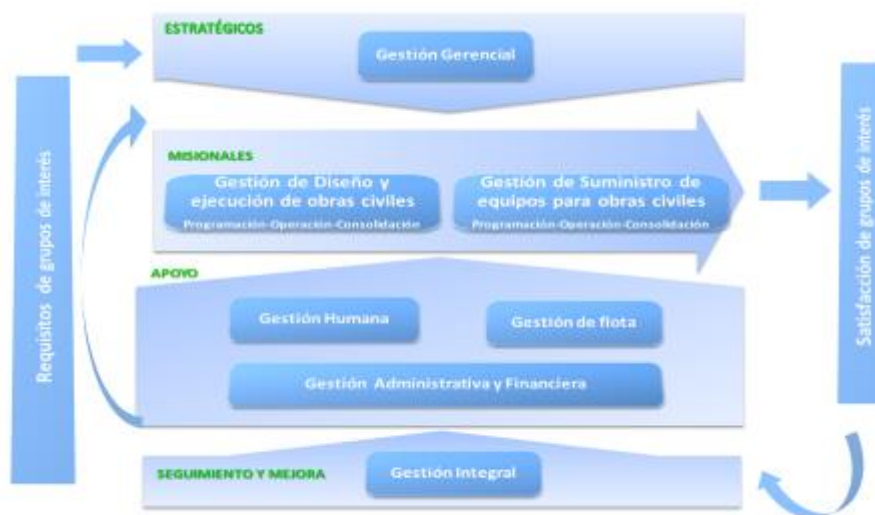 ESTRATÉGICOS
Gestión Gerencial
Requisitos de grupos de interés
MISIONALES
Gestión de Diseño y
ejecución de obras civiles
Programación-Operación-Consolidación
Gestión de Suministro de
equipos para obras civiles
Programación-Operación-Consolidación
Satisfacción de grupos de interés
APOYO
Gestión Humana
Gestión de flota
Gestión Administrativa y Financiera
SEGUIMIENTO Y MEJORA
Gestión Integral